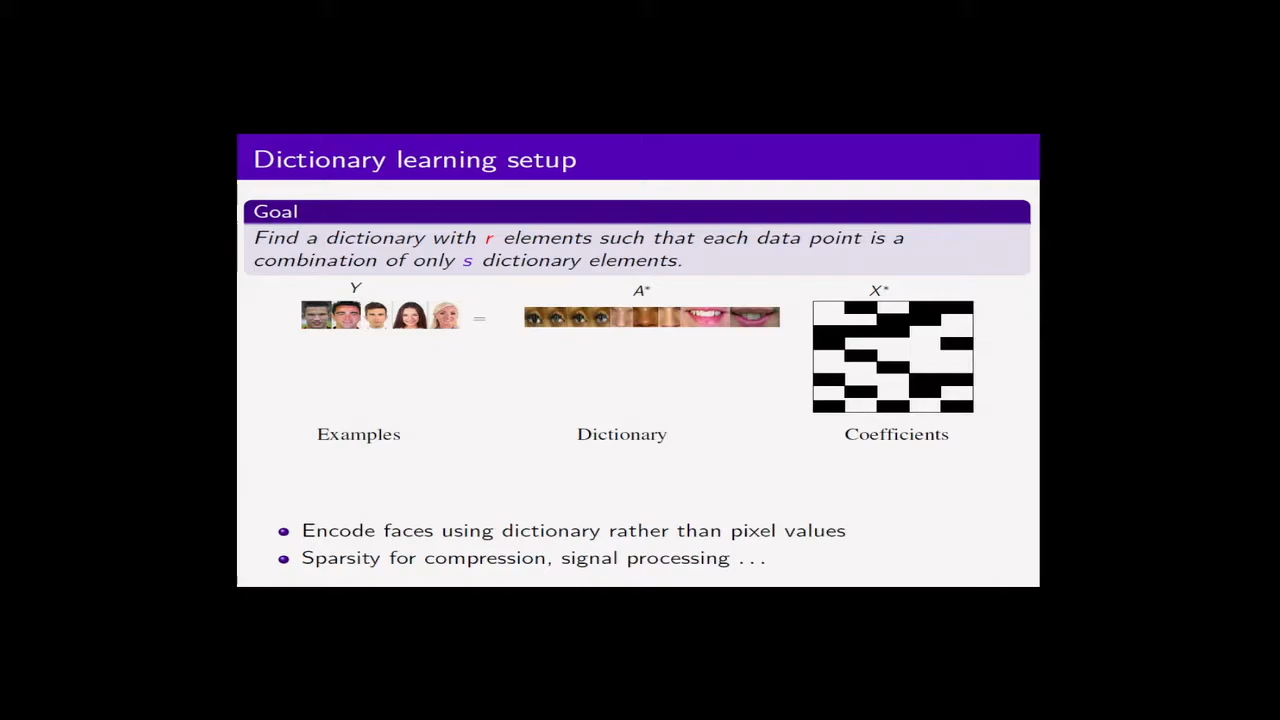 Dictionary learning setup
Goal
Find a dictionary with r elements such that each data point is a
combination of only s dictionary elements.
Y A* X*
=
Examples Dictionary Coefficients
Encode faces using dictionary rather than pixel values
Sparsity for compression, signal processing . . .